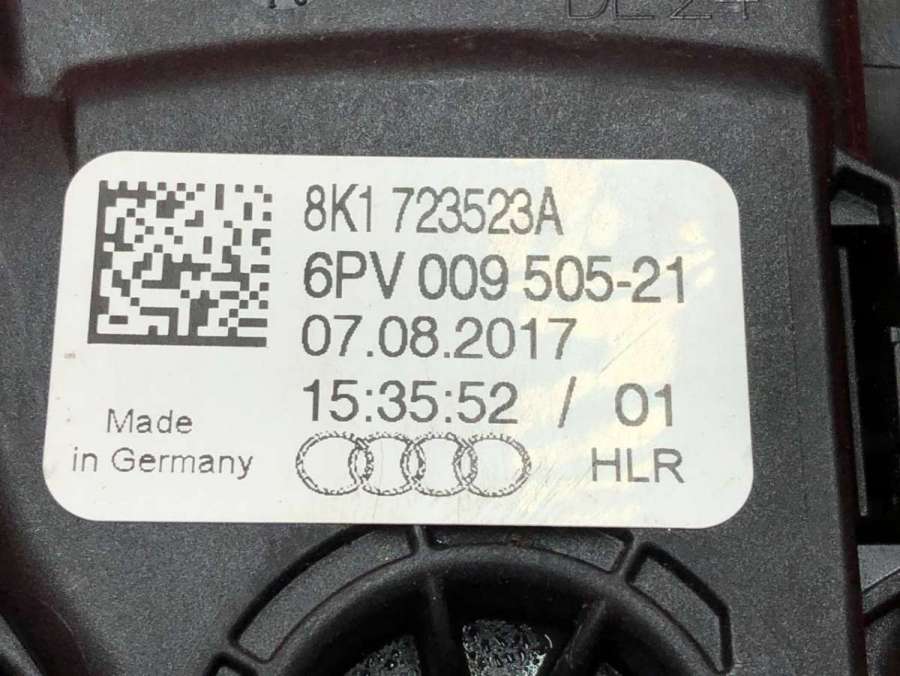 8K1 723523A
6PV 009 505-21
07.08.2017
15:35:52 / 01
Made
in Germany
HLR